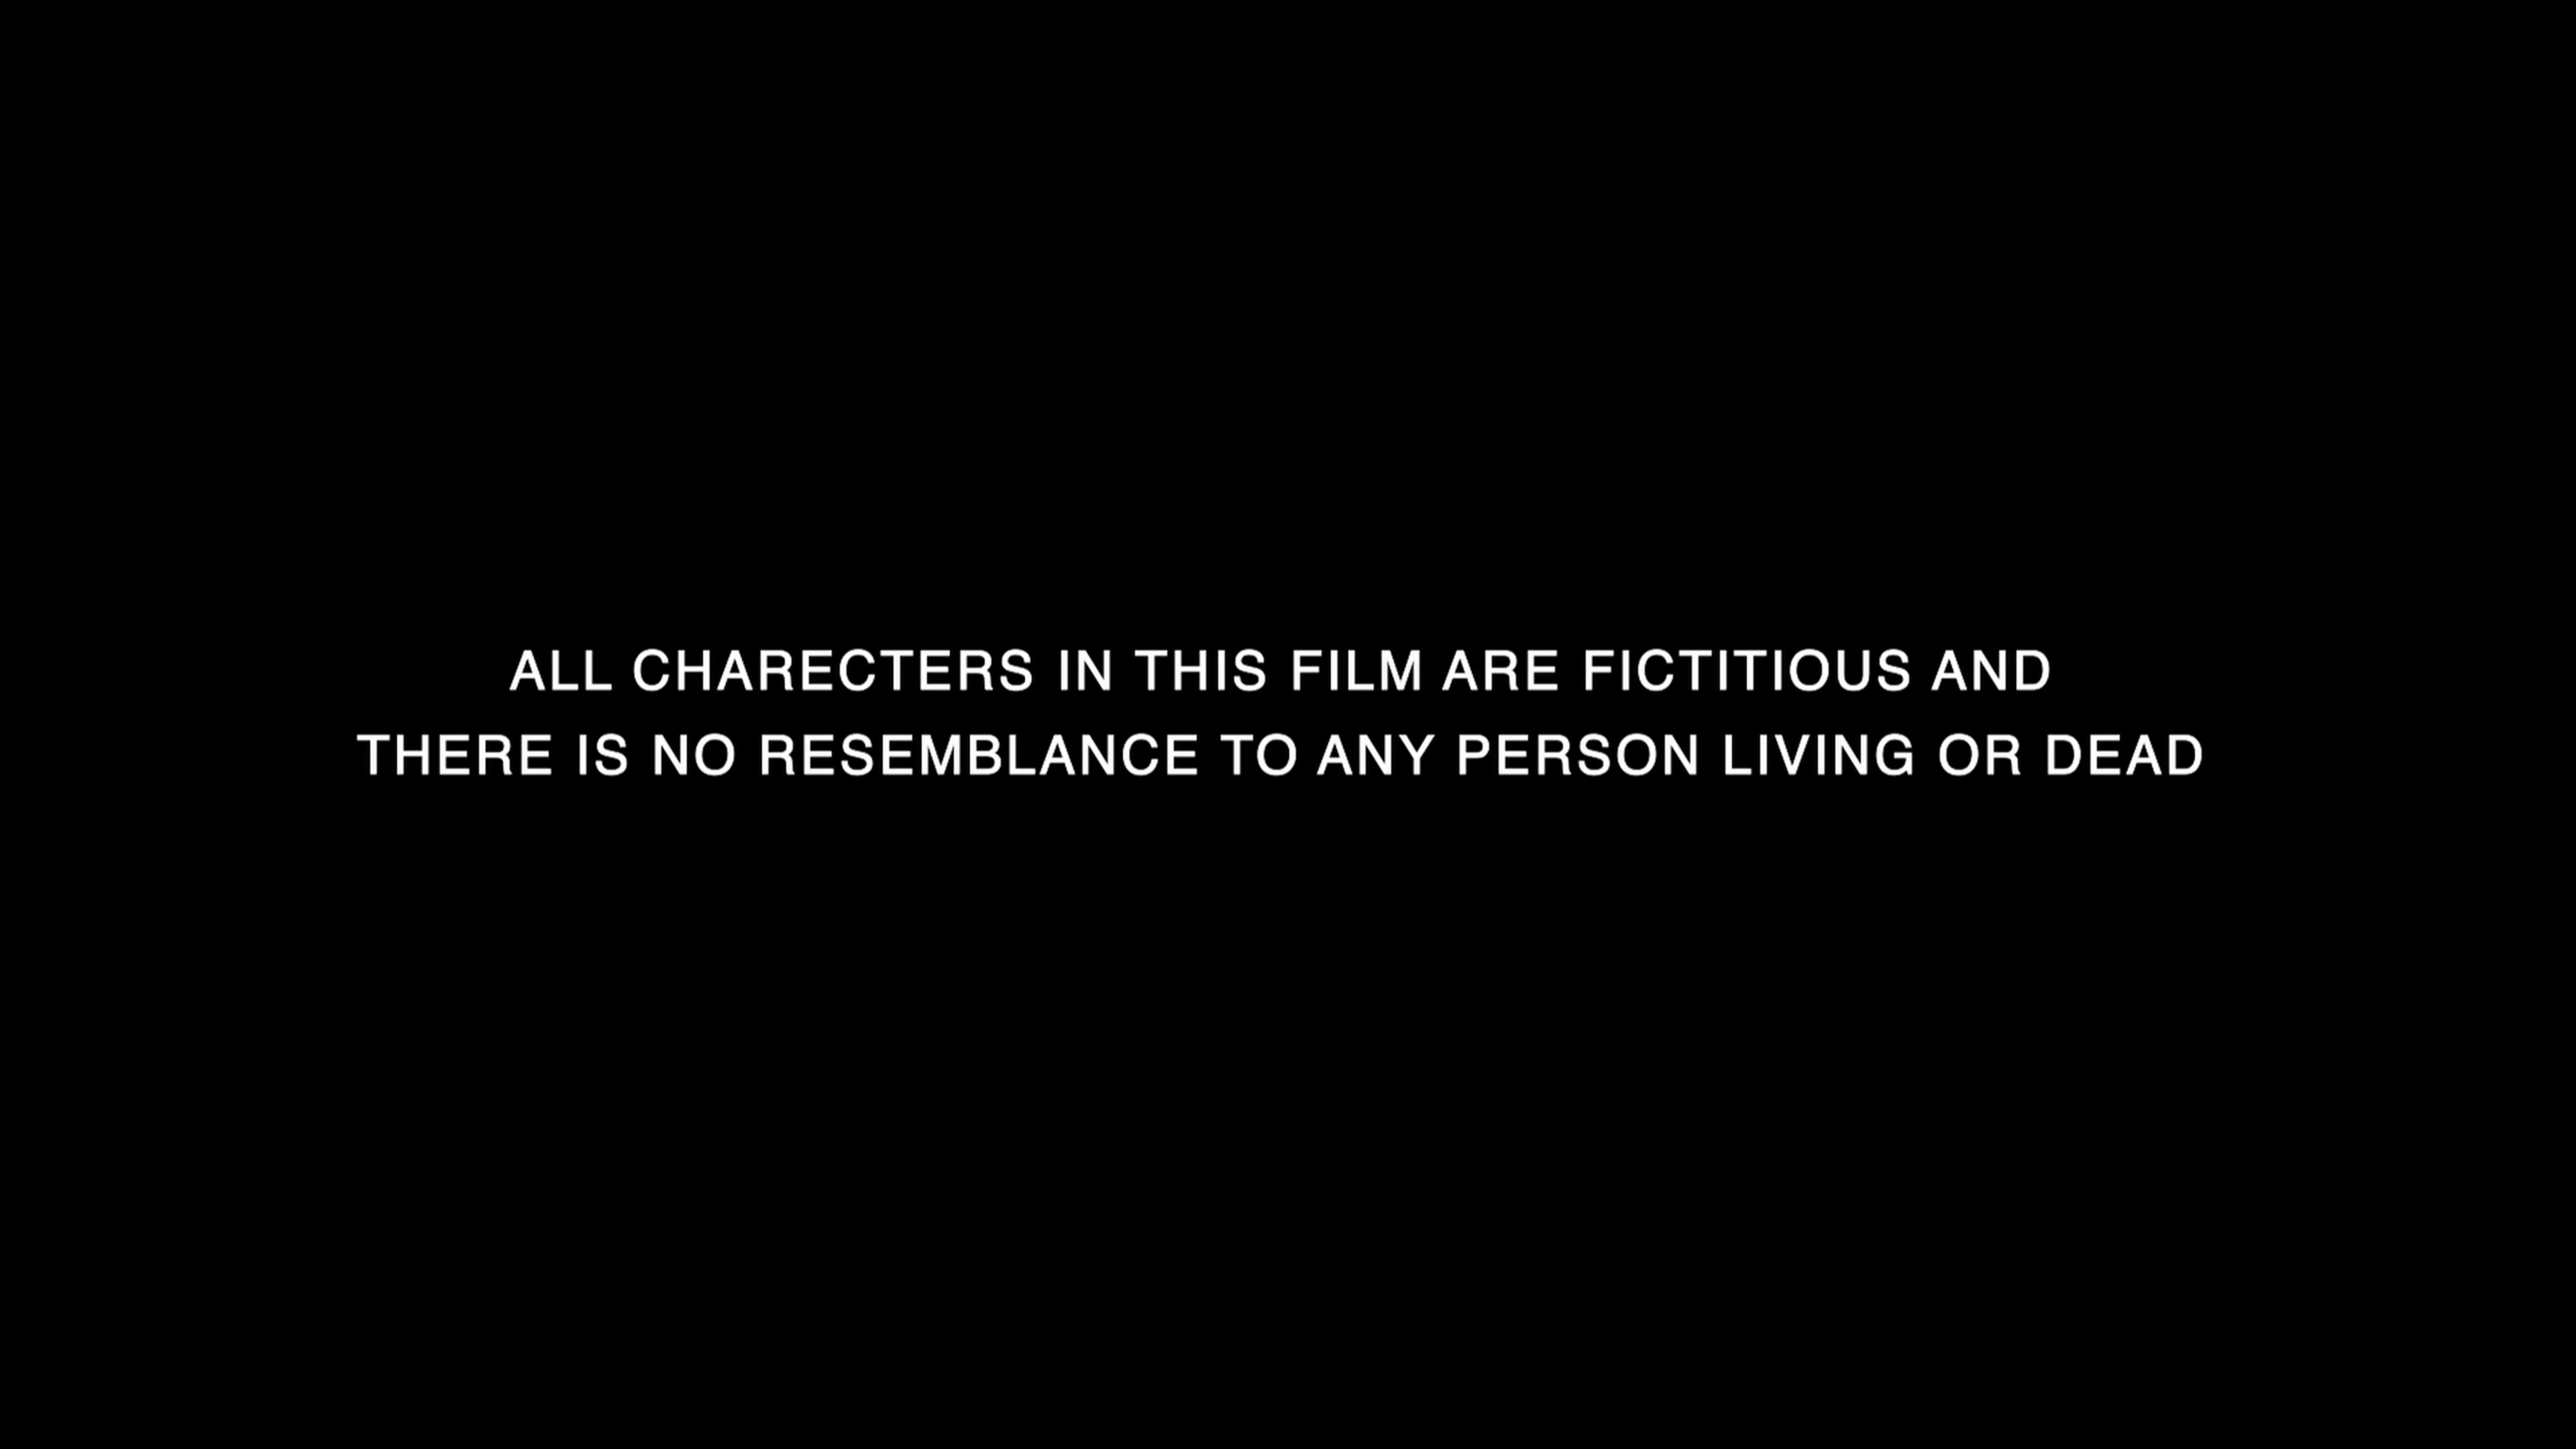 ALL CHARECTERS IN THIS FILM ARE FICTITIOUS AND
THERE IS NO RESEMBLANCE TO ANY PERSON LIVING OR DEAD